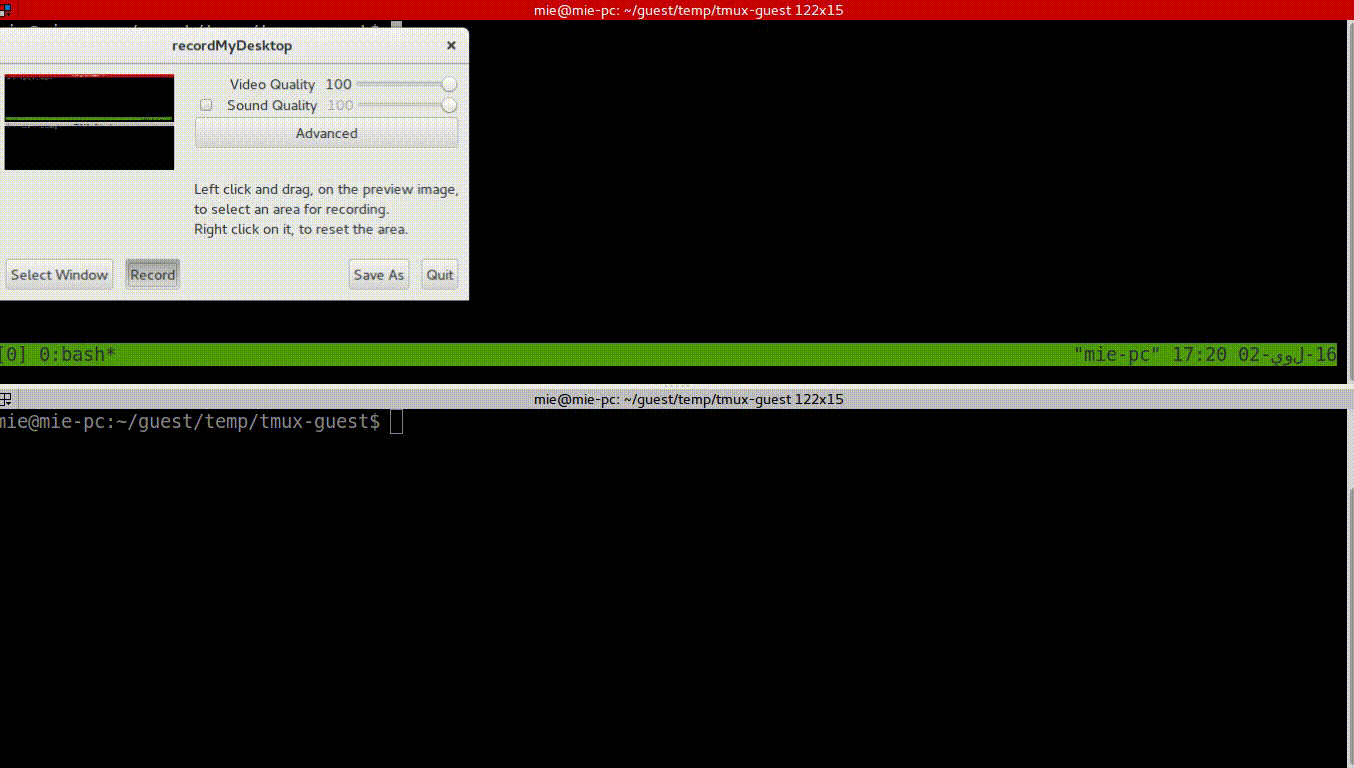 mie@mie-pc: ~/guest/temp/tmux-guest 122x15
recordMyDesktop
Video Quality 100
Sound Quality 100
Advanced
Left click and drag, on the preview image,
to select an area for recording.
Right click on it, to reset the area.
Select Window Record Save As Quit
[0] 0:bash* "mie-pc" 17:20 02-يول-16
mie@mie-pc: ~/guest/temp/tmux-guest 122x15
mie@mie-pc:~/guest/temp/tmux-guest$